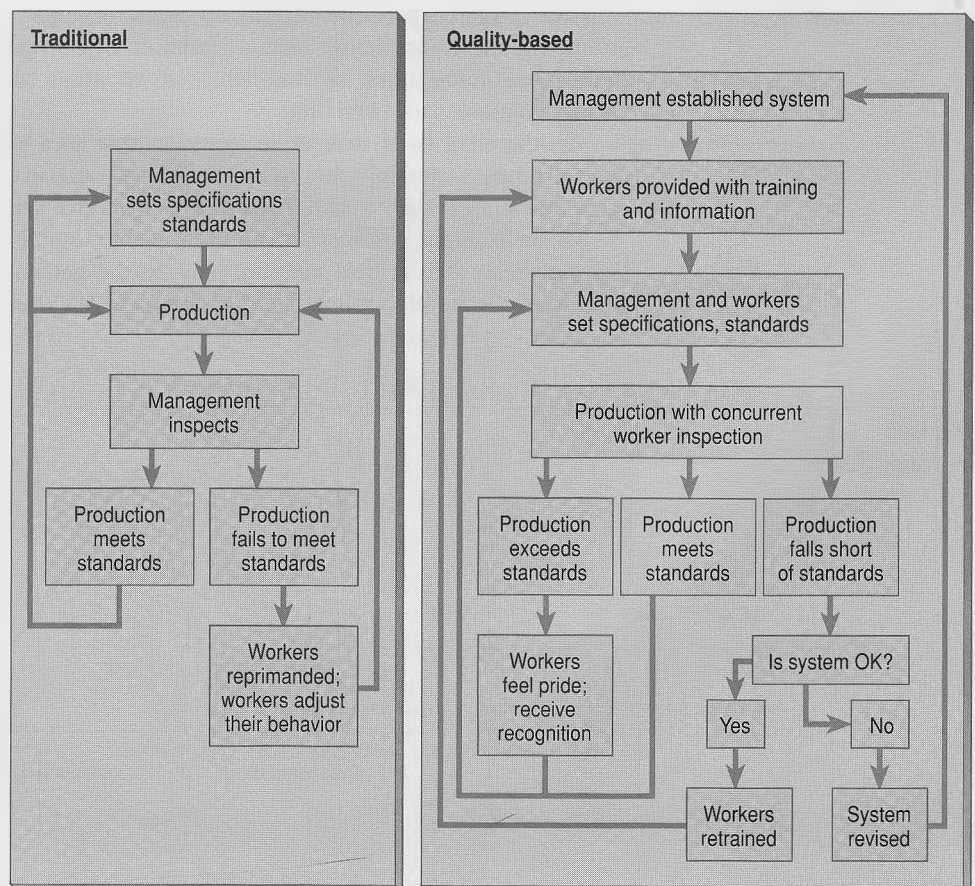 Traditional
Management
sets specifications
standards
Production
Management
inspects
Production
meets
standards
Production
fails to meet
standards
Workers
reprimanded;
workers adjust
their behavior
Quality-based
Management established system
Workers provided with training
and information
Management and workers
set specifications, standards
Production with concurrent
worker inspection
Production
exceeds
standards
Production
meets
standards
Production
falls short
of standards
Workers
feel pride;
receive
recognition
Is system OK?
Yes
No
Workers
retrained
System
revised